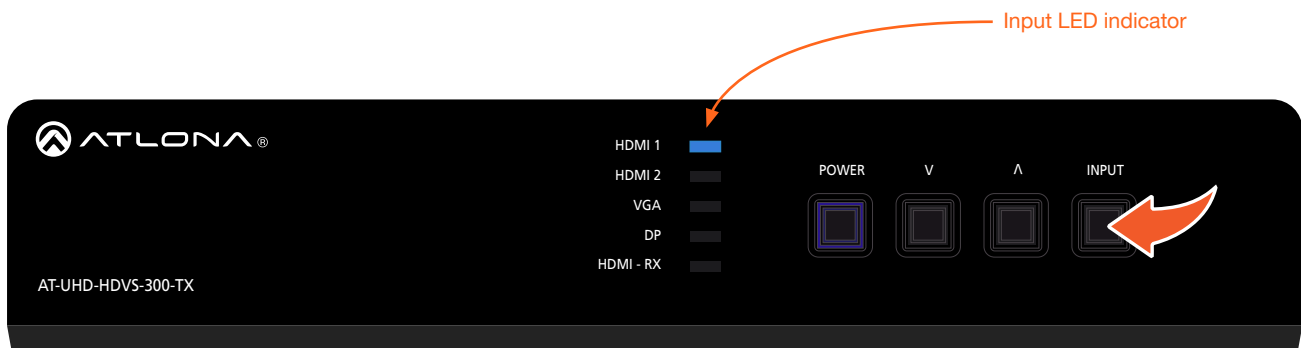 Input LED indicator
ATLONA®
HDMI 1
HDMI 2
VGA
DP
HDMI - RX
POWER
V
Λ
INPUT
AT-UHD-HDVS-300-TX